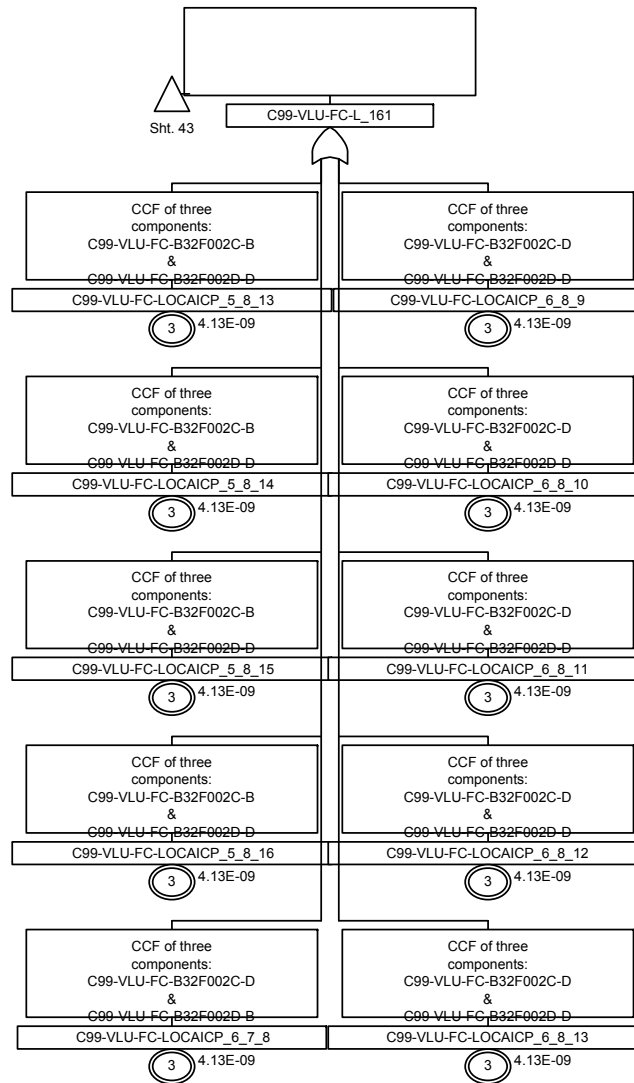 C99-VLU-FC-L_161
Sht. 43
CCF of three
components:
C99-VLU-FC-B32F002C-B
&
C99-VLU-FC-B32F002D-D
C99-VLU-FC-LOCAICP_5_8_13
3
4.13E-09
CCF of three
components:
C99-VLU-FC-B32F002C-D
&
C99-VLU-FC-B32F002D-D
C99-VLU-FC-LOCAICP_6_8_9
3
4.13E-09
CCF of three
components:
C99-VLU-FC-B32F002C-B
&
C99-VLU-FC-B32F002D-D
C99-VLU-FC-LOCAICP_5_8_14
3
4.13E-09
CCF of three
components:
C99-VLU-FC-B32F002C-D
&
C99-VLU-FC-B32F002D-D
C99-VLU-FC-LOCAICP_6_8_10
3
4.13E-09
CCF of three
components:
C99-VLU-FC-B32F002C-B
&
C99-VLU-FC-B32F002D-D
C99-VLU-FC-LOCAICP_5_8_15
3
4.13E-09
CCF of three
components:
C99-VLU-FC-B32F002C-D
&
C99-VLU-FC-B32F002D-D
C99-VLU-FC-LOCAICP_6_8_11
3
4.13E-09
CCF of three
components:
C99-VLU-FC-B32F002C-B
&
C99-VLU-FC-B32F002D-D
C99-VLU-FC-LOCAICP_5_8_16
3
4.13E-09
CCF of three
components:
C99-VLU-FC-B32F002C-D
&
C99-VLU-FC-B32F002D-D
C99-VLU-FC-LOCAICP_6_8_12
3
4.13E-09
CCF of three
components:
C99-VLU-FC-B32F002C-D
&
C99-VLU-FC-B32F002D-B
C99-VLU-FC-LOCAICP_6_7_8
3
4.13E-09
CCF of three
components:
C99-VLU-FC-B32F002C-D
&
C99-VLU-FC-B32F002D-D
C99-VLU-FC-LOCAICP_6_8_13
3
4.13E-09